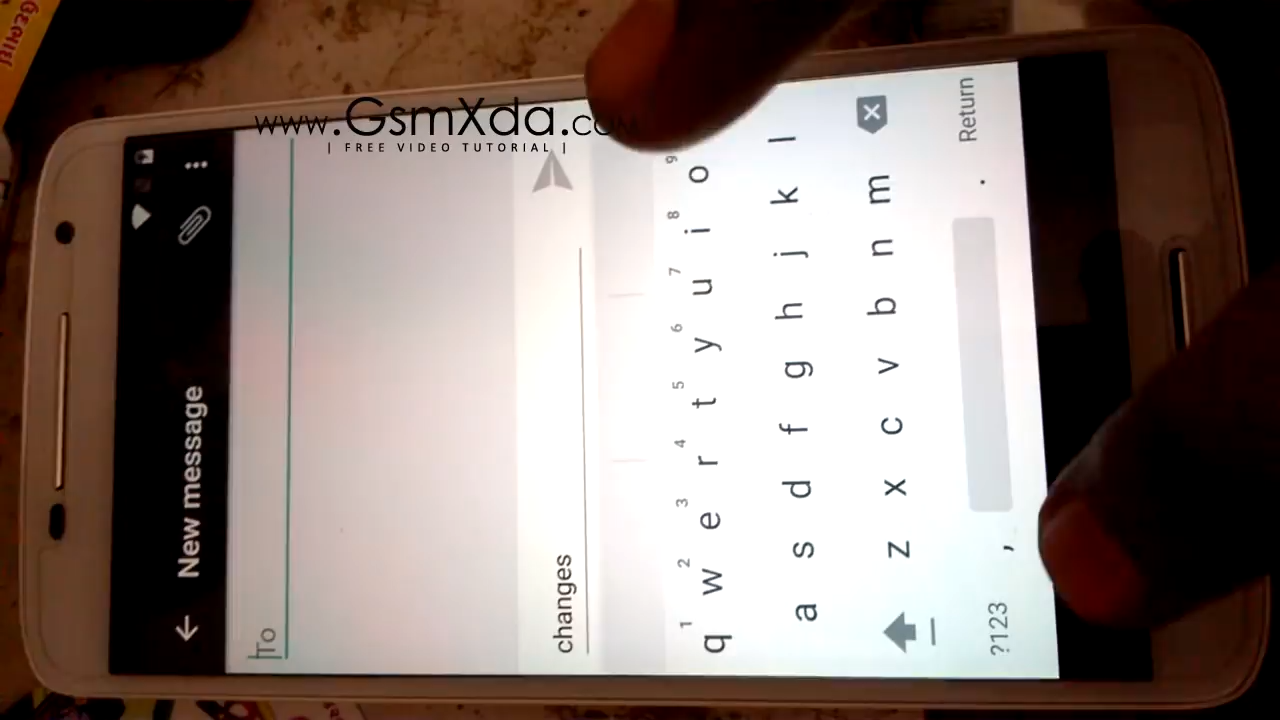 www.GsmXda.com
| FREE VIDEO TUTORIAL |
New message
To
changes
1 2 3 4 5 6 7 8 9
q w e r t y u i o
a s d f g h j k l
z x c v b n m
?123 , . Return